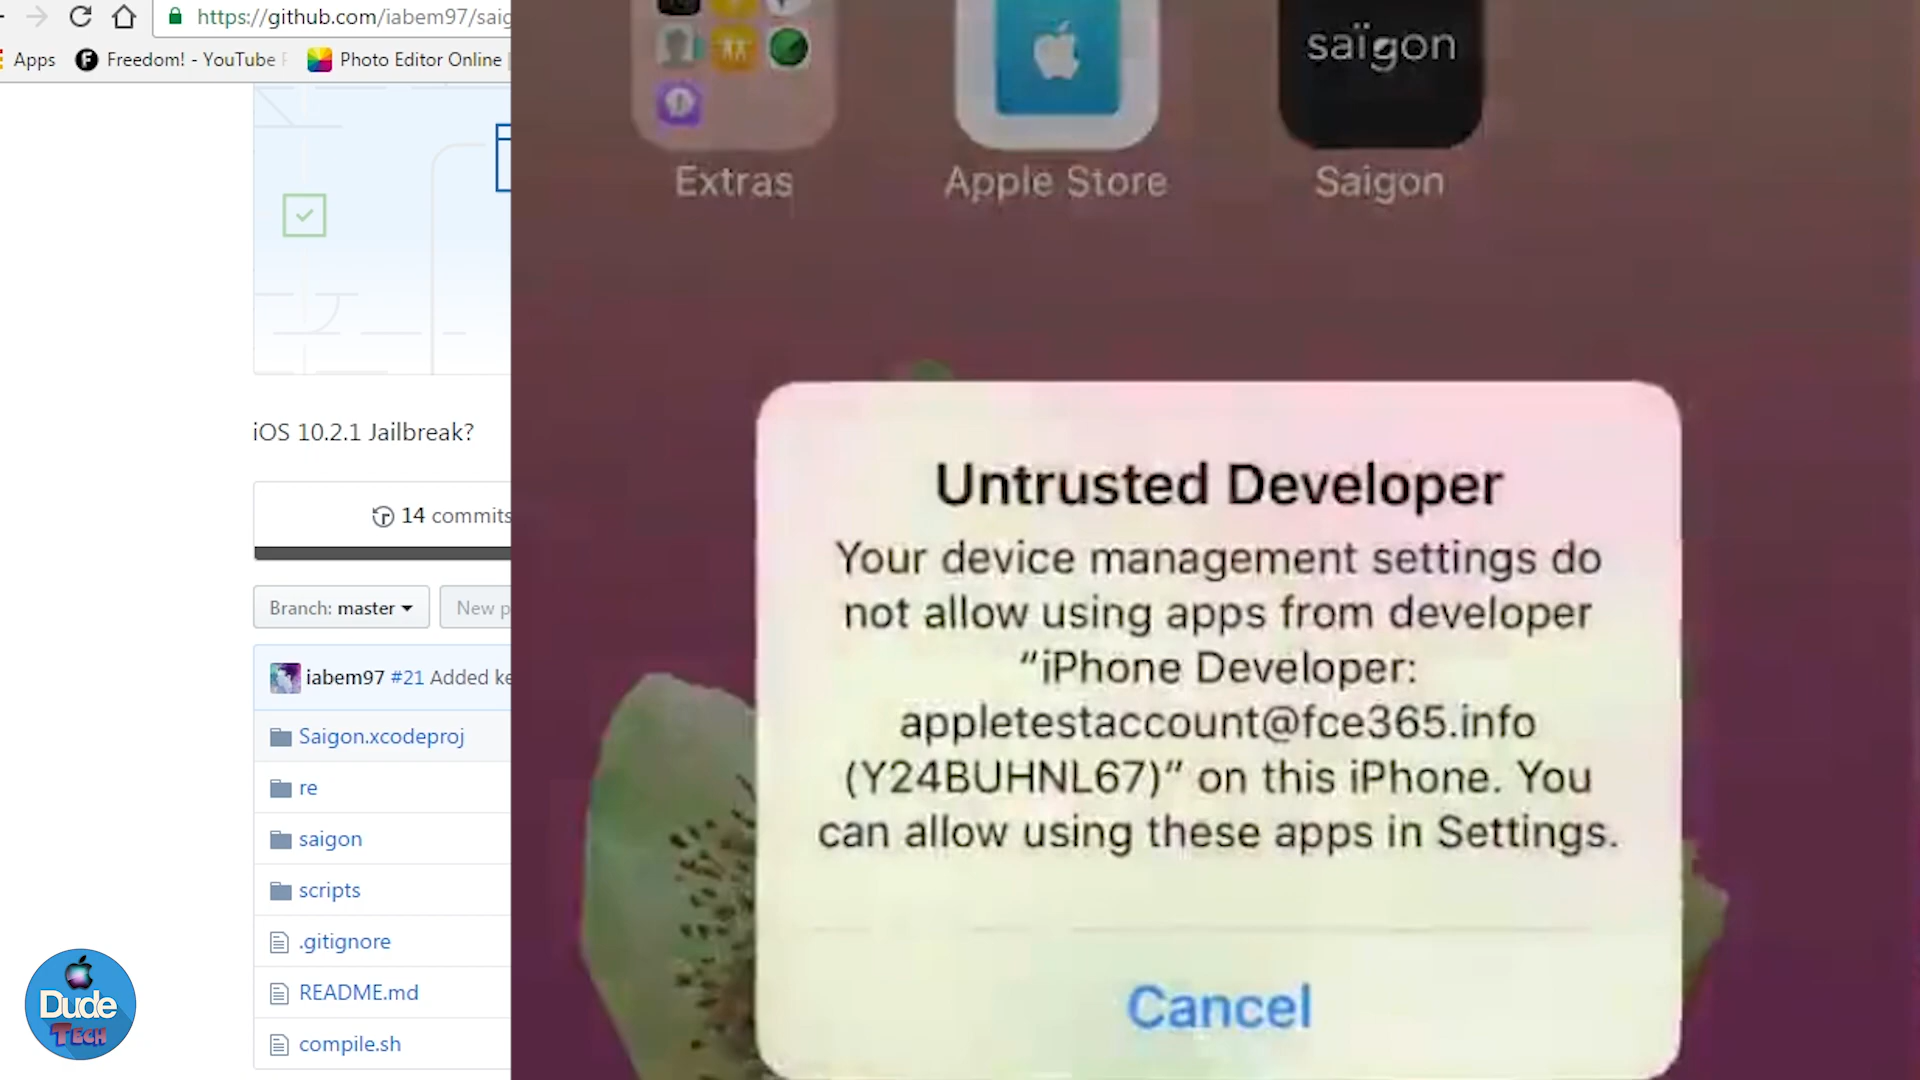 https://github.com/iabem97/saig
Apps
Freedom! - YouTube
Photo Editor Online
iOS 10.2.1 Jailbreak?
14 commits
Branch: master
New p
iabem97 #21 Added ke
Saigon.xcodeproj
re
saigon
scripts
.gitignore
README.md
compile.sh
Dude
Tech
saïgon
Extras
Apple Store
Saigon
Untrusted Developer
Your device management settings do
not allow using apps from developer
“iPhone Developer:
appletestaccount@fce365.info
(Y24BUHNL67)” on this iPhone. You
can allow using these apps in Settings.
Cancel